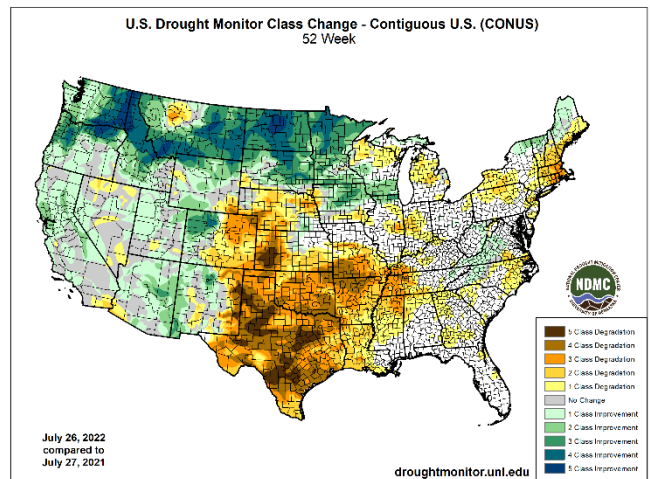 U.S. Drought Monitor Class Change - Contiguous U.S. (CONUS)
52 Week
NDMC
5 Class Degradation
4 Class Degradation
3 Class Degradation
2 Class Degradation
1 Class Degradation
No Change
1 Class Improvement
2 Class Improvement
3 Class Improvement
4 Class Improvement
5 Class Improvement
July 26, 2022
compared to
July 27, 2021
droughtmonitor.unl.edu